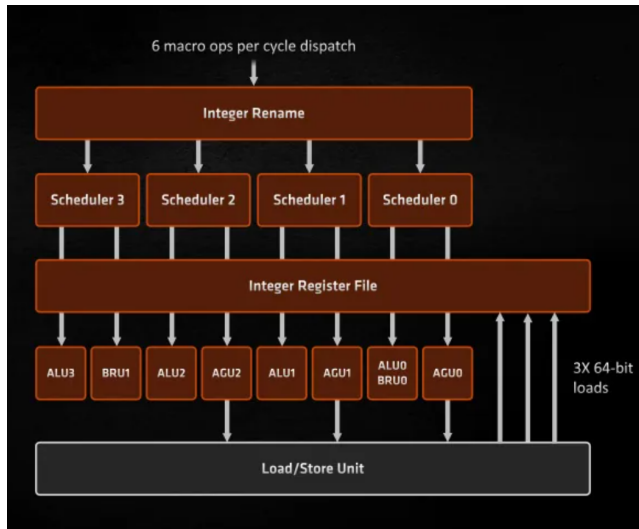 6 macro ops per cycle dispatch
Integer Rename
Scheduler 3
Scheduler 2
Scheduler 1
Scheduler 0
Integer Register File
ALU3
BRU1
ALU2
AGU2
ALU1
AGU1
ALU0
BRU0
AGU0
3X 64-bit
loads
Load/Store Unit